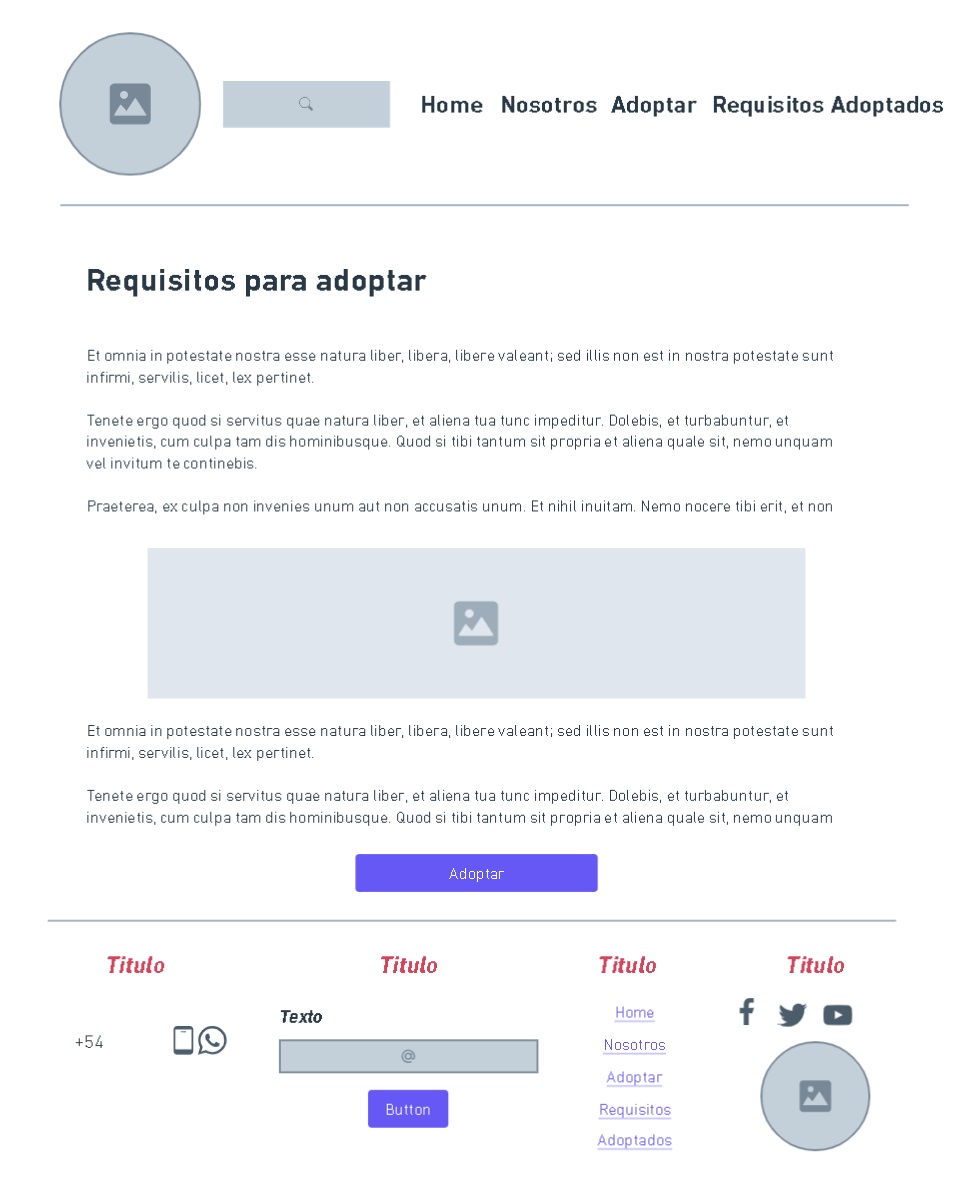 Home Nosotros Adoptar Requisitos Adoptados
Requisitos para adoptar
Et omnia in potestate nostra esse natura liber, libera, libere valeant; sed illis non est in nostra potestate sunt
infirmi, servilis, licet, lex pertinet.
Tenete ergo quod si servitus quae natura liber, et aliena tua tunc impeditur. Dolebis, et turbabuntur, et
invenietis, cum culpa tam dis hominibusque. Quod si tibi tantum sit propria et aliena quale sit, nemo unquam
vel invitum te continebis.
Praeterea, ex culpa non invenies unum aut non accusatis unum. Et nihil inuitam. Nemo nocere tibi erit, et non
Et omnia in potestate nostra esse natura liber, libera, libere valeant; sed illis non est in nostra potestate sunt
infirmi, servilis, licet, lex pertinet.
Tenete ergo quod si servitus quae natura liber, et aliena tua tunc impeditur. Dolebis, et turbabuntur, et
invenietis, cum culpa tam dis hominibusque. Quod si tibi tantum sit propria et aliena quale sit, nemo unquam
Adoptar
Titulo
+54
Titulo
Texto
@
Button
Titulo
Home
Nosotros
Adoptar
Requisitos
Adoptados
Titulo